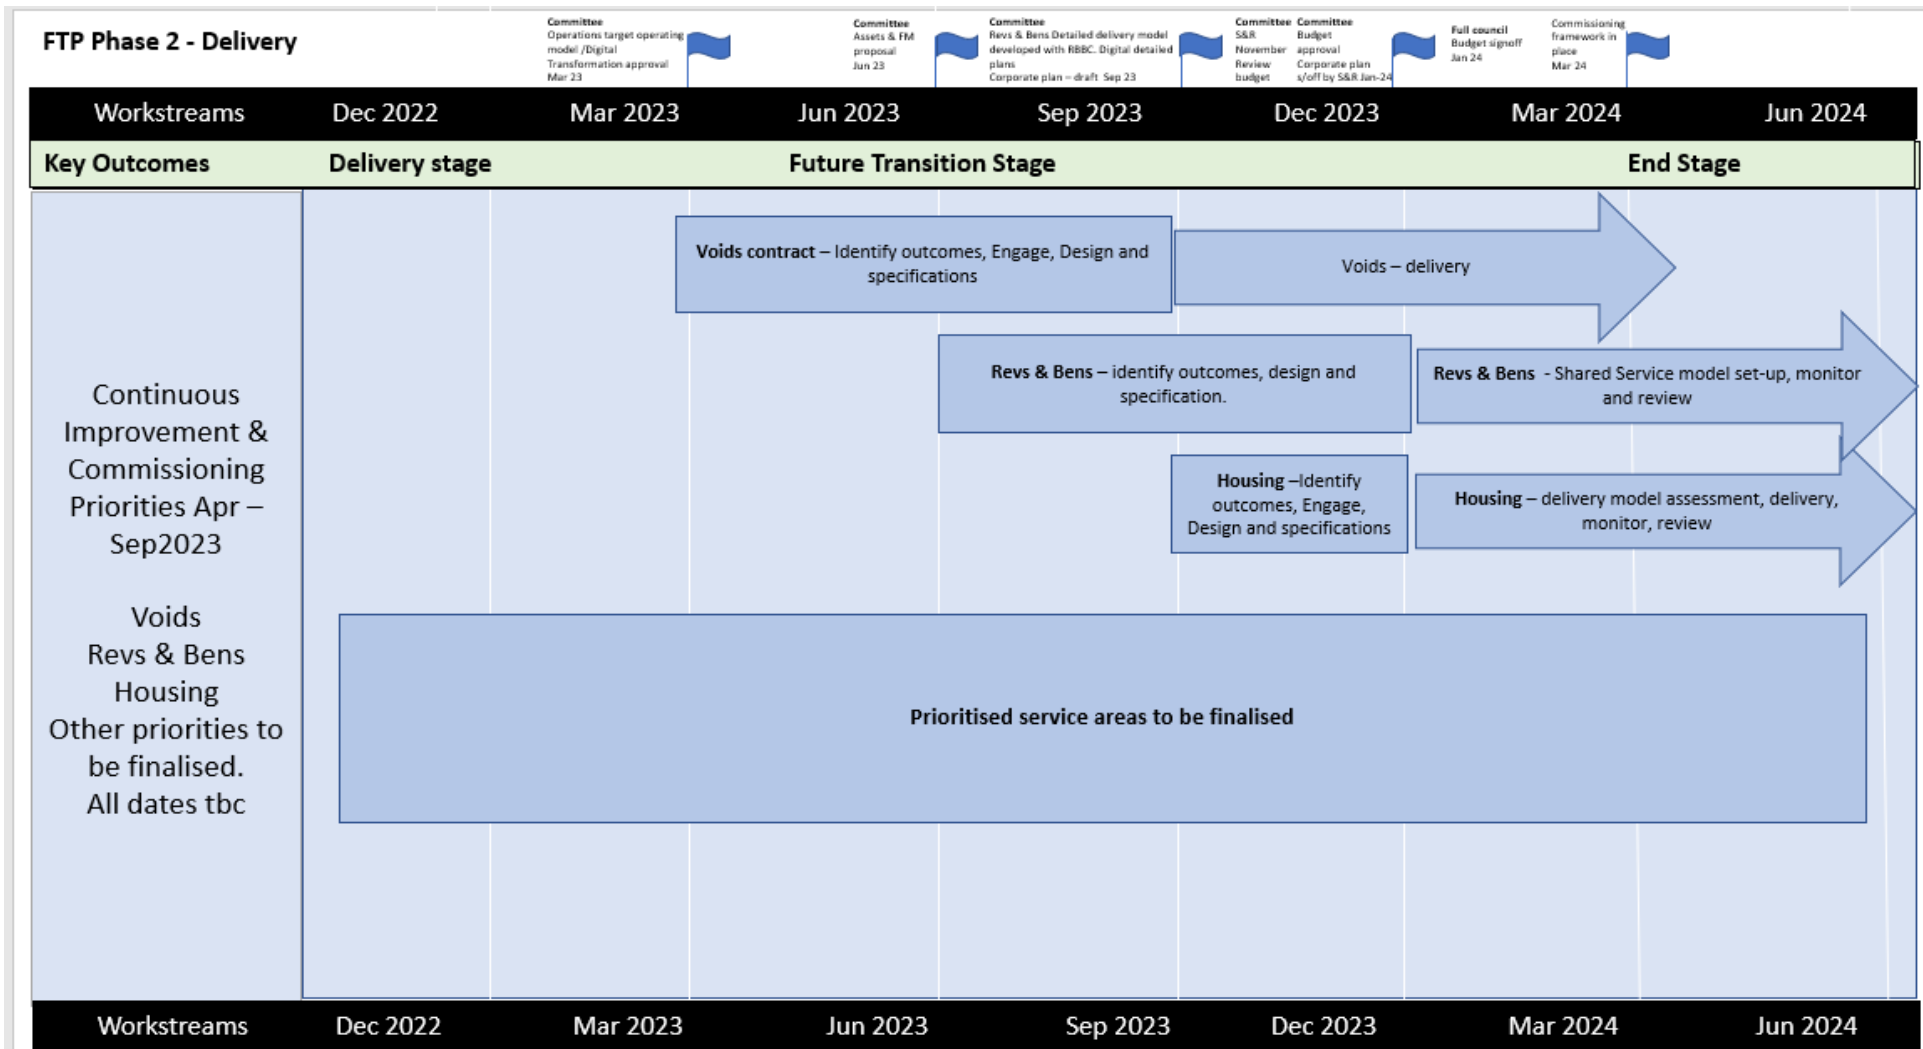 FTP Phase 2 - Delivery
Committee
Operations target operating
model /Digital
Transformation approval
Mar 23
Committee
Assets & FM
proposal
Jun 23
Committee
Revs & Bens Detailed delivery model
developed with RBBC. Digital detailed
plans
Corporate plan – draft Sep 23
Committee
S&R
November
Review
budget
Committee
Budget
approval
Corporate plan
s/off by S&R Jan-24
Full council
Budget signoff
Jan 24
Commissioning
framework in
place
Mar 24
Workstreams Dec 2022 Mar 2023 Jun 2023 Sep 2023 Dec 2023 Mar 2024 Jun 2024
Key Outcomes Delivery stage Future Transition Stage End Stage
Continuous
Improvement &
Commissioning
Priorities Apr –
Sep2023
Voids
Revs & Bens
Housing
Other priorities to
be finalised.
All dates tbc
Voids contract – Identify outcomes, Engage, Design and
specifications
Voids – delivery
Revs & Bens – identify outcomes, design and
specification.
Revs & Bens - Shared Service model set-up, monitor
and review
Housing –Identify
outcomes, Engage,
Design and specifications
Housing – delivery model assessment, delivery,
monitor, review
Prioritised service areas to be finalised
Workstreams Dec 2022 Mar 2023 Jun 2023 Sep 2023 Dec 2023 Mar 2024 Jun 2024